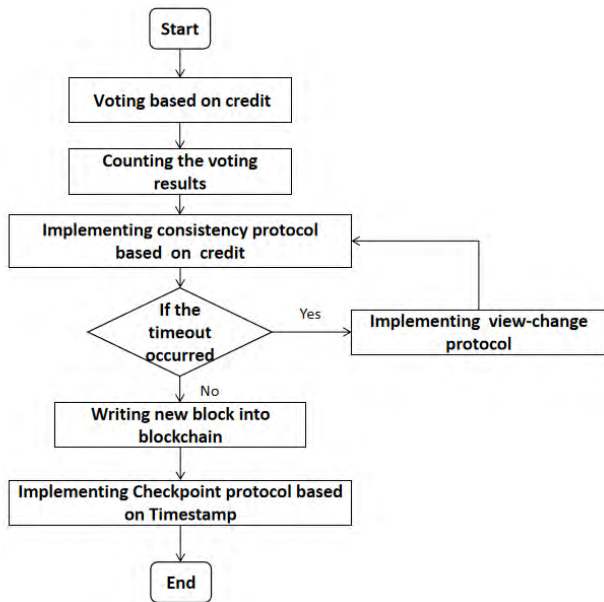 Start
Voting based on credit
Counting the voting
results
Implementing consistency protocol
based on credit
If the
timeout
occurred
Yes
Implementing view-change
protocol
No
Writing new block into
blockchain
Implementing Checkpoint protocol based
on Timestamp
End